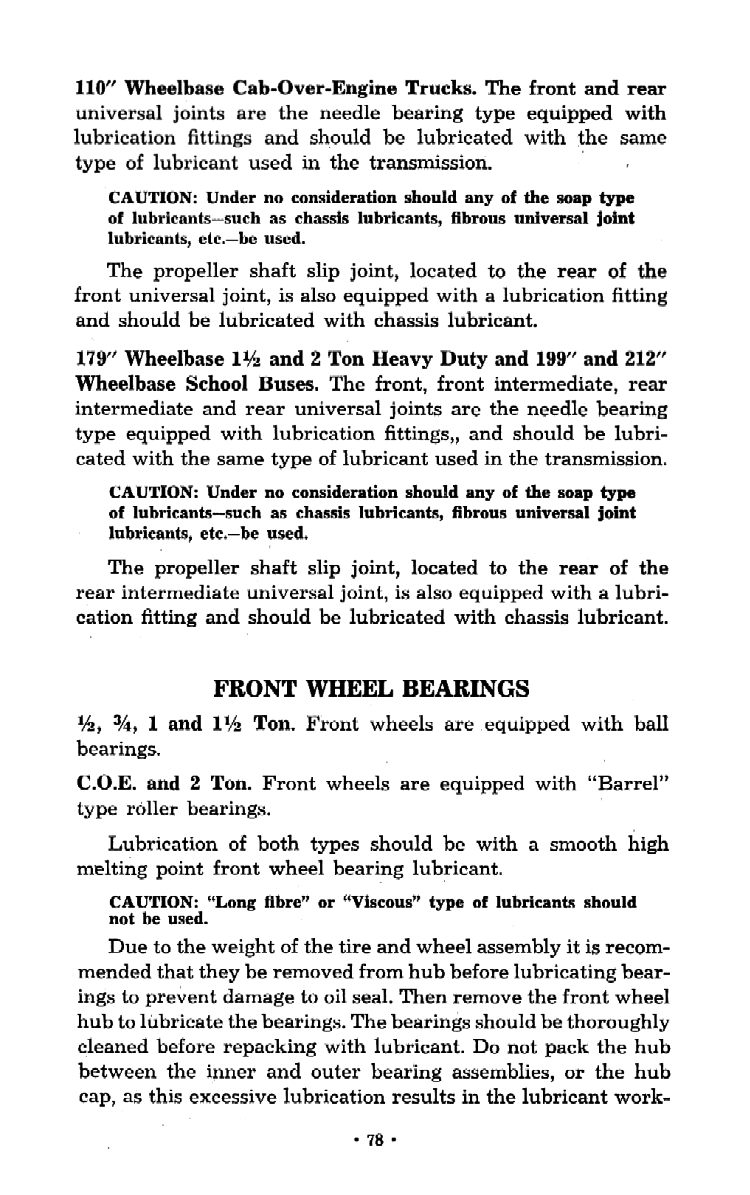 110″ Wheelbase Cab-Over-Engine Trucks. The front and rear
universal joints are the needle bearing type equipped with
lubrication fittings and should be lubricated with the same
type of lubricant used in the transmission.
CAUTION: Under no consideration should any of the soap type
of lubricants—such as chassis lubricants, fibrous universal joint
lubricants, etc.—be used.
The propeller shaft slip joint, located to the rear of the
front universal joint, is also equipped with a lubrication fitting
and should be lubricated with chassis lubricant.
179″ Wheelbase 1½ and 2 Ton Heavy Duty and 199″ and 212″
Wheelbase School Buses. The front, front intermediate, rear
intermediate and rear universal joints are the needle bearing
type equipped with lubrication fittings,, and should be lubri-
cated with the same type of lubricant used in the transmission.
CAUTION: Under no consideration should any of the soap type
of lubricants—such as chassis lubricants, fibrous universal joint
lubricants, etc.—be used.
The propeller shaft slip joint, located to the rear of the
rear intermediate universal joint, is also equipped with a lubri-
cation fitting and should be lubricated with chassis lubricant.
FRONT WHEEL BEARINGS
½, ¾, 1 and 1½ Ton. Front wheels are equipped with ball
bearings.
C.O.E. and 2 Ton. Front wheels are equipped with “Barrel”
type roller bearings.
Lubrication of both types should be with a smooth high
melting point front wheel bearing lubricant.
CAUTION: “Long fibre” or “Viscous” type of lubricants should
not be used.
Due to the weight of the tire and wheel assembly it is recom-
mended that they be removed from hub before lubricating bear-
ings to prevent damage to oil seal. Then remove the front wheel
hub to lubricate the bearings. The bearings should be thoroughly
cleaned before repacking with lubricant. Do not pack the hub
between the inner and outer bearing assemblies, or the hub
cap, as this excessive lubrication results in the lubricant work-
• 78 •